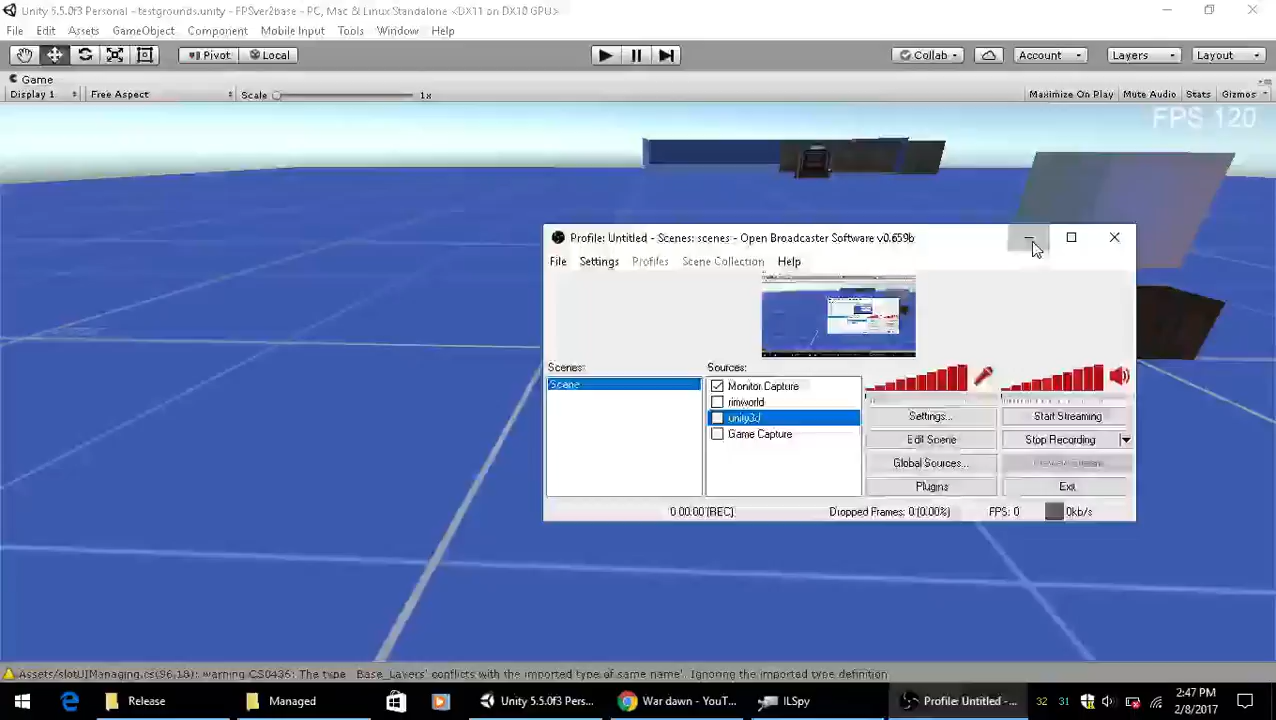 Unity 5.5.0f3 Personal - testgrounds.unity - FPSver2base - PC, Mac & Linux Standalone <DX11 on DX10 GPU>
File Edit Assets GameObject Component Mobile Input Tools Window Help
Pivot Local Collab Account Layers Layout
Game
Display 1 Free Aspect Scale 1x Maximize On Play Mute Audio Stats Gizmos
FPS 120
Profile: Untitled - Scenes: scenes - Open Broadcaster Software v0.659b
File Settings Profiles Scene Collection Help
Scenes: Sources:
Scene
Monitor Capture
rimworld
unity3d
Game Capture
Settings... Start Streaming
Edit Scene Stop Recording
Global Sources...
Plugins Exit
0:00:00 [REC] Dropped Frames: 0 (0.00%) FPS: 0 0kb/s
Assets/slotUIManaging.cs(96,18): warning CS0436: The type `Base_Layers' conflicts with the imported type of same name'. Ignoring the imported type definition
Release Managed Unity 5.5.0f3 Perso... War dawn - YouT... ILSpy Profile: Untitled -... 32 31
2:47 PM
2/8/2017